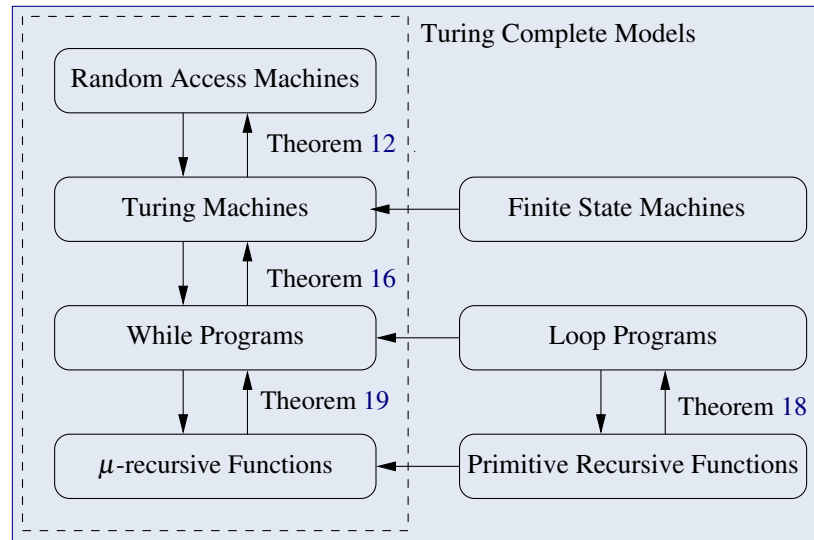 Turing Complete Models
Random Access Machines
Theorem 12
Turing Machines
Finite State Machines
Theorem 16
While Programs
Loop Programs
Theorem 19
Theorem 18
μ-recursive Functions
Primitive Recursive Functions